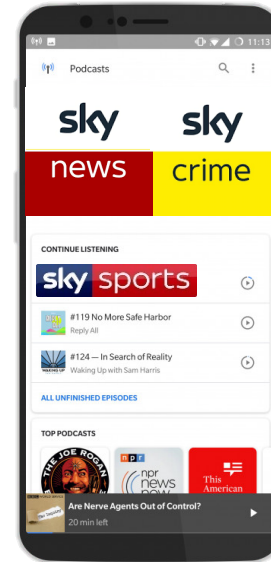 11:13
Podcasts
sky
news
sky
crime
CONTINUE LISTENING
sky sports
#119 No More Safe Harbor
Reply All
#124 — In Search of Reality
Waking Up with Sam Harris
WAKING UP
ALL UNFINISHED EPISODES
TOP PODCASTS
THE JOE ROGAN
npr
npr
news
now
This
American
Are Nerve Agents Out of Control?
20 min left